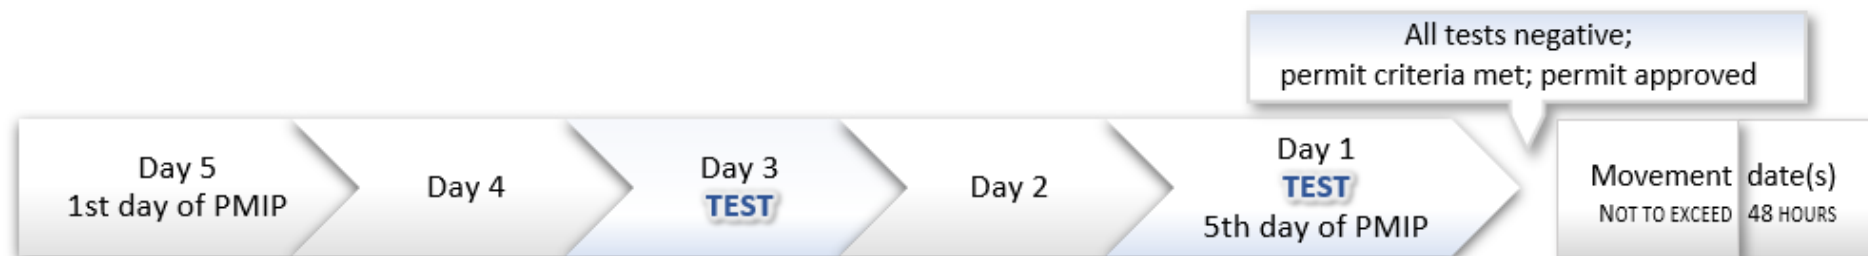 All tests negative;
permit criteria met; permit approved
Day 5
1st day of PMIP
Day 4
Day 3
TEST
Day 2
Day 1
TEST
5th day of PMIP
Movement date(s)
NOT TO EXCEED 48 HOURS